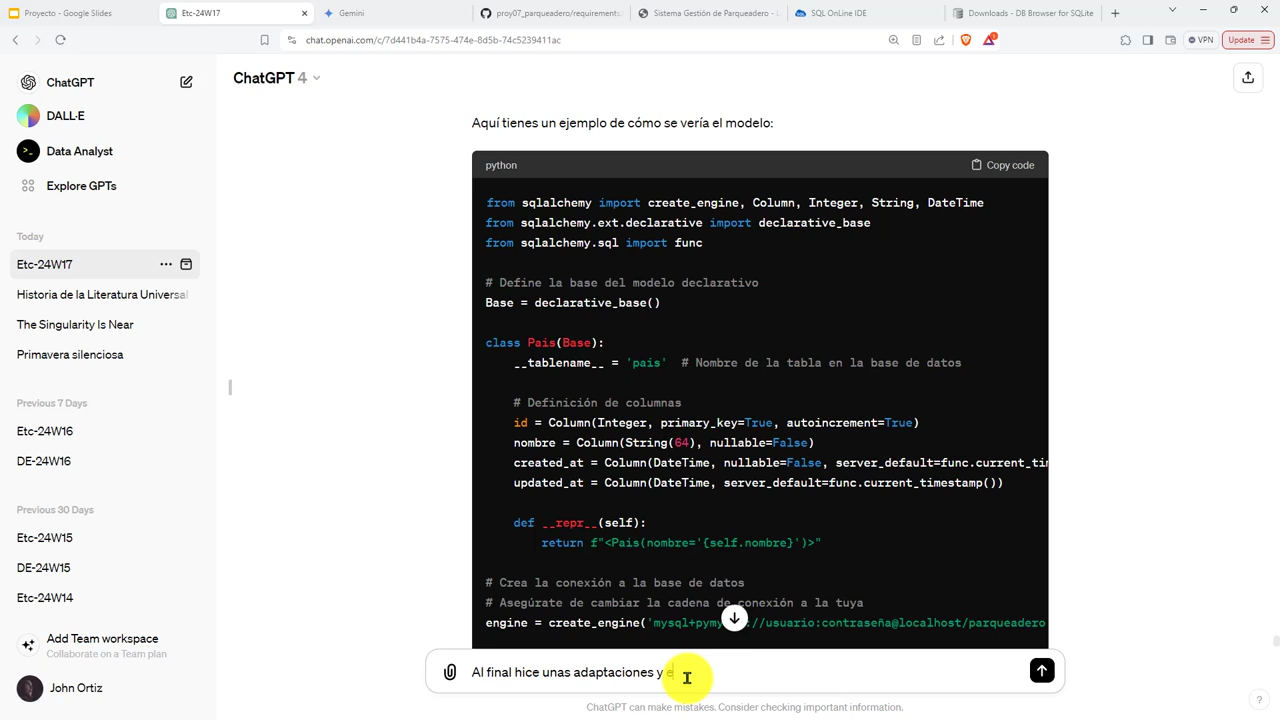 Proyecto - Google Slides
Etc-24W17
Gemini
proy07_parqueadero/requirements
Sistema Gestión de Parqueadero - L
SQL OnLine IDE
Downloads - DB Browser for SQLite
chat.openai.com/c/7d441b4a-7575-474e-8d5b-74c5239411ac
VPN
Update
ChatGPT
DALL·E
Data Analyst
Explore GPTs
Today
Etc-24W17
Historia de la Literatura Universal
The Singularity Is Near
Primavera silenciosa
Previous 7 Days
Etc-24W16
DE-24W16
Previous 30 Days
Etc-24W15
DE-24W15
Etc-24W14
Add Team workspace
Collaborate on a Team plan
John Ortiz
ChatGPT 4
Aquí tienes un ejemplo de cómo se vería el modelo:
python
Copy code
from sqlalchemy import create_engine, Column, Integer, String, DateTime
from sqlalchemy.ext.declarative import declarative_base
from sqlalchemy.sql import func
# Define la base del modelo declarativo
Base = declarative_base()
class Pais(Base):
__tablename__ = 'pais' # Nombre de la tabla en la base de datos
# Definición de columnas
id = Column(Integer, primary_key=True, autoincrement=True)
nombre = Column(String(64), nullable=False)
created_at = Column(DateTime, nullable=False, server_default=func.current_tim
updated_at = Column(DateTime, server_default=func.current_timestamp())
def __repr__(self):
return f"<Pais(nombre='{self.nombre}')>"
# Crea la conexión a la base de datos
# Asegúrate de cambiar la cadena de conexión a la tuya
engine = create_engine('mysql+pymy //usuario:contraseña@localhost/parqueadero
Al final hice unas adaptaciones y e
ChatGPT can make mistakes. Consider checking important information.
?